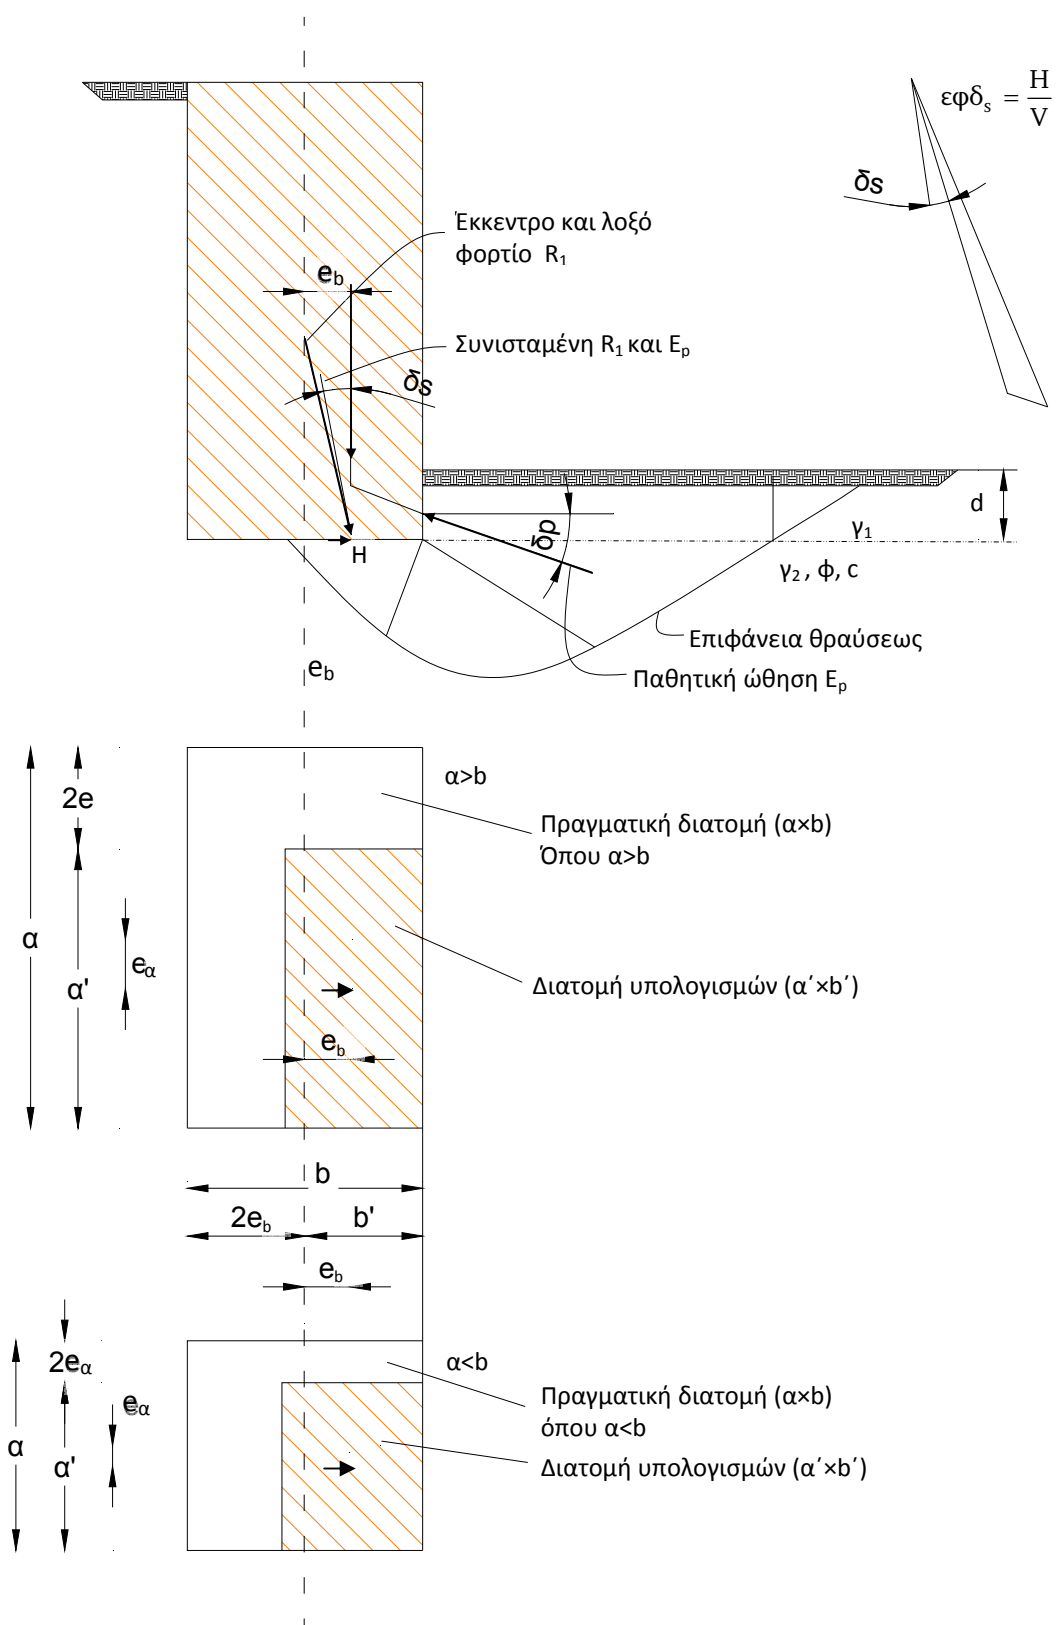 εφδs = H/V
δs
Έκκεντρο και λοξό
φορτίο R₁
eb
Συνισταμένη R₁ και Ep
δs
d
δp
γ₁
H
γ₂ , ϕ, c
Επιφάνεια θραύσεως
eb
Παθητική ώθηση Ep
α>b
2e
Πραγματική διατομή (α×b)
Όπου α>b
α
eα
α'
Διατομή υπολογισμών (α΄×b΄)
eb
b
2eb
b'
eb
α<b
2eα
Πραγματική διατομή (α×b)
όπου α<b
eα
α
α'
Διατομή υπολογισμών (α΄×b΄)